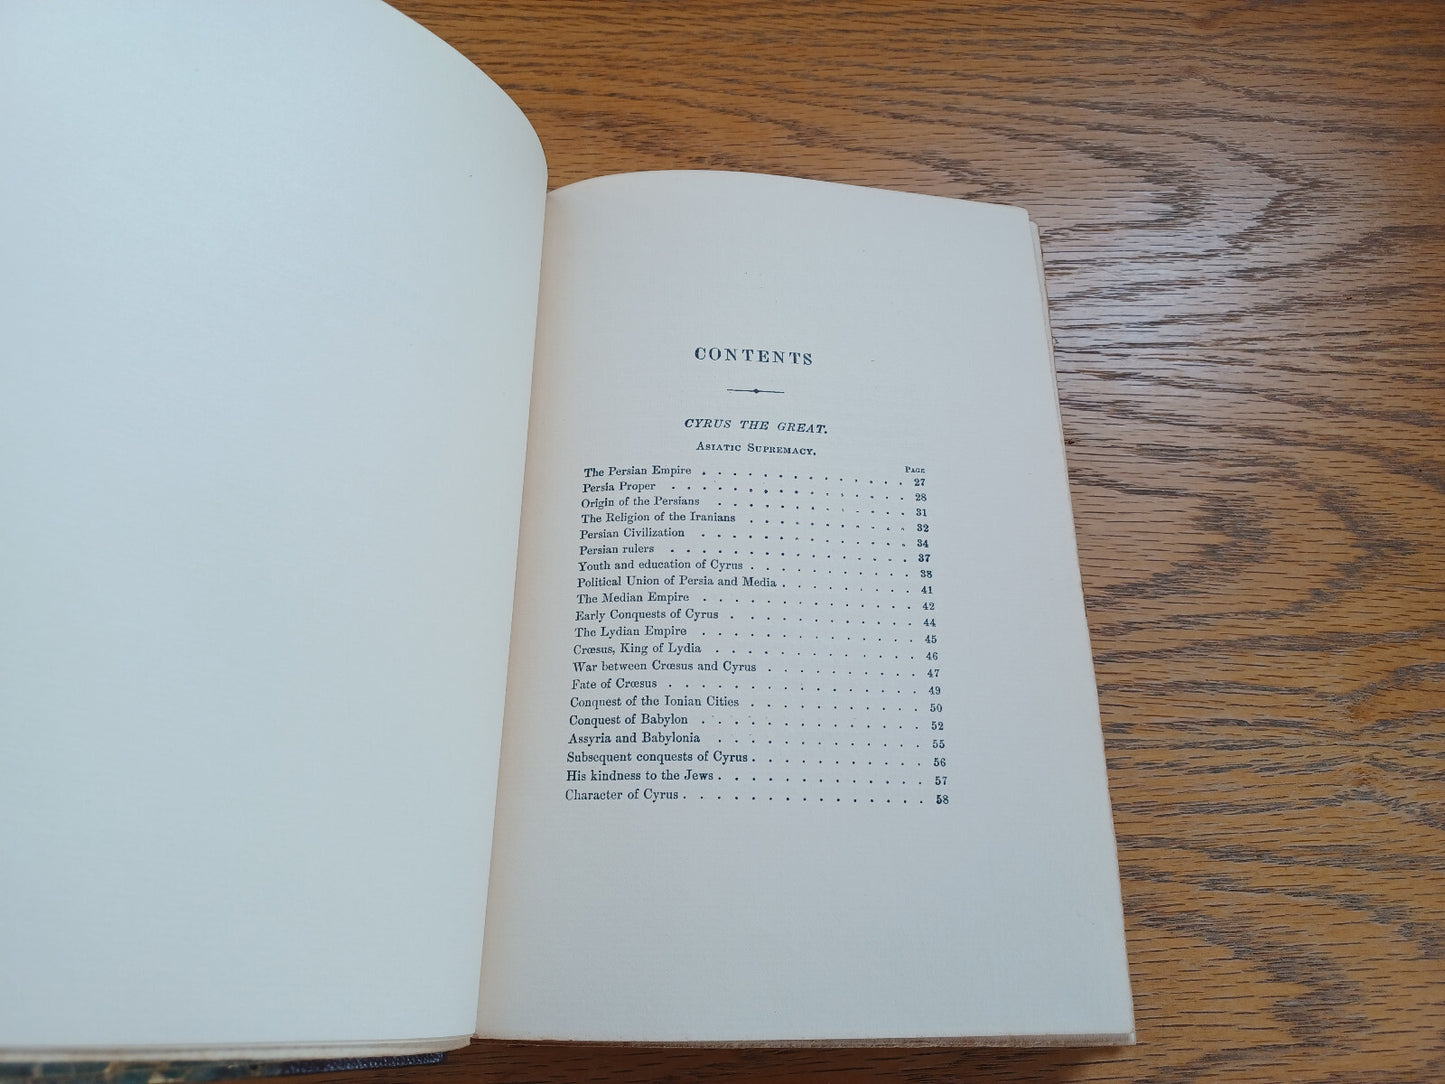 CONTENTS
CYRUS THE GREAT.
ASIATIC SUPREMACY.
PAGE
The Persian Empire . . . . . . . . . . . . . 27
Persia Proper . . . . . . . . . . . . . . . 28
Origin of the Persians . . . . . . . . . . . . 31
The Religion of the Iranians . . . . . . . . . . 32
Persian Civilization . . . . . . . . . . . . . 34
Persian rulers . . . . . . . . . . . . . . . 37
Youth and education of Cyrus . . . . . . . . . . 38
Political Union of Persia and Media . . . . . . . . 41
The Median Empire . . . . . . . . . . . . . 42
Early Conquests of Cyrus . . . . . . . . . . . 44
The Lydian Empire . . . . . . . . . . . . . 45
Crœsus, King of Lydia . . . . . . . . . . . . 46
War between Crœsus and Cyrus . . . . . . . . . 47
Fate of Crœsus . . . . . . . . . . . . . . . 49
Conquest of the Ionian Cities . . . . . . . . . . 50
Conquest of Babylon . . . . . . . . . . . . . 52
Assyria and Babylonia . . . . . . . . . . . . 55
Subsequent conquests of Cyrus . . . . . . . . . . 56
His kindness to the Jews . . . . . . . . . . . . 57
Character of Cyrus . . . . . . . . . . . . . . 58